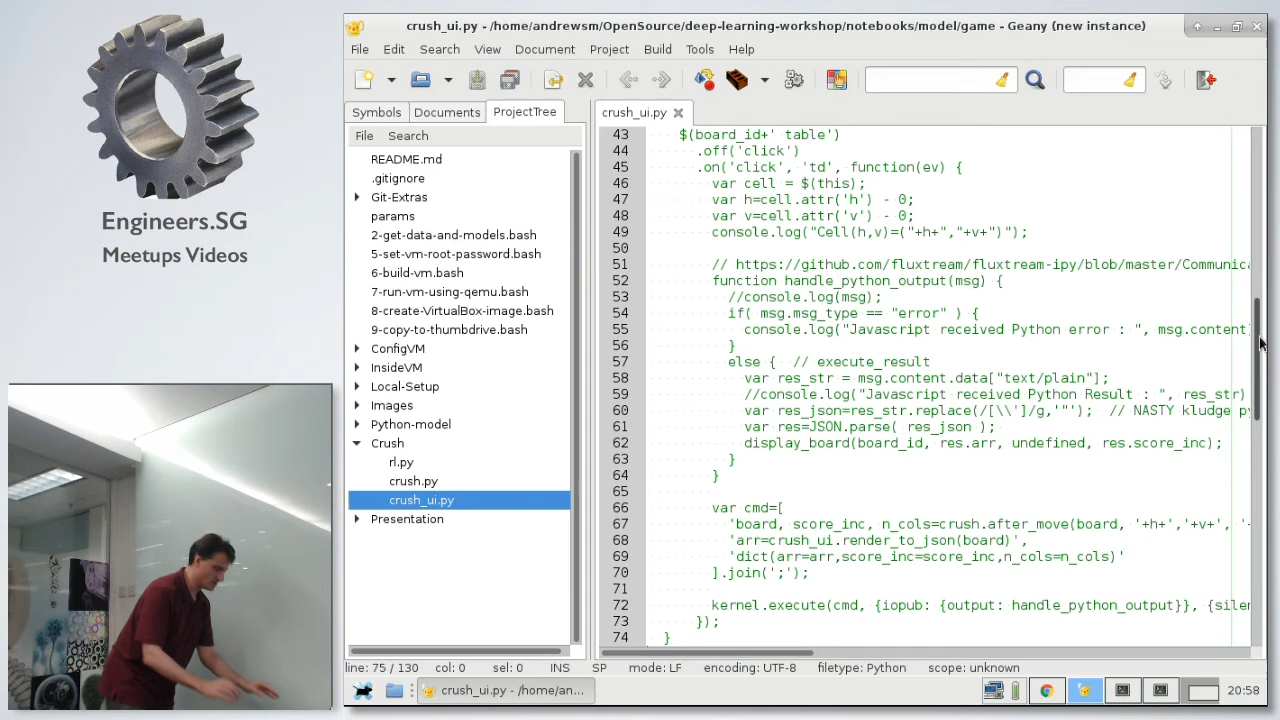 Engineers.SG
Meetups Videos
crush_ui.py - /home/andrewsm/OpenSource/deep-learning-workshop/notebooks/model/game - Geany (new instance)
File Edit Search View Document Project Build Tools Help
Symbols Documents ProjectTree
File Search
README.md
.gitignore
Git-Extras
params
2-get-data-and-models.bash
5-set-vm-root-password.bash
6-build-vm.bash
7-run-vm-using-qemu.bash
8-create-VirtualBox-image.bash
9-copy-to-thumbdrive.bash
ConfigVM
InsideVM
Local-Setup
Images
Python-model
Crush
rl.py
crush.py
crush_ui.py
Presentation
crush_ui.py
43 $(board_id+' table')
44 .off('click')
45 .on('click', 'td', function(ev) {
46 var cell = $(this);
47 var h=cell.attr('h') - 0;
48 var v=cell.attr('v') - 0;
49 console.log("Cell(h,v)=("+h+","+v+")");
50
51 // https://github.com/fluxtream/fluxtream-ipy/blob/master/Communica
52 function handle_python_output(msg) {
53 //console.log(msg);
54 if( msg.msg_type == "error" ) {
55 console.log("Javascript received Python error : ", msg.content)
56 }
57 else { // execute_result
58 var res_str = msg.content.data["text/plain"];
59 //console.log("Javascript received Python Result : ", res_str)
60 var res_json=res_str.replace(/[\\']/g,'"'); // NASTY kludge py
61 var res=JSON.parse( res_json );
62 display_board(board_id, res.arr, undefined, res.score_inc);
63 }
64 }
65
66 var cmd=[
67 'board, score_inc, n_cols=crush.after_move(board, '+h+','+v+', '-
68 'arr=crush_ui.render_to_json(board)',
69 'dict(arr=arr,score_inc=score_inc,n_cols=n_cols)'
70 ].join(';');
71
72 kernel.execute(cmd, {iopub: {output: handle_python_output}}, {silen
73 });
74 }
line: 75 / 130 col: 0 sel: 0 INS SP mode: LF encoding: UTF-8 filetype: Python scope: unknown
crush_ui.py - /home/an...
20:58